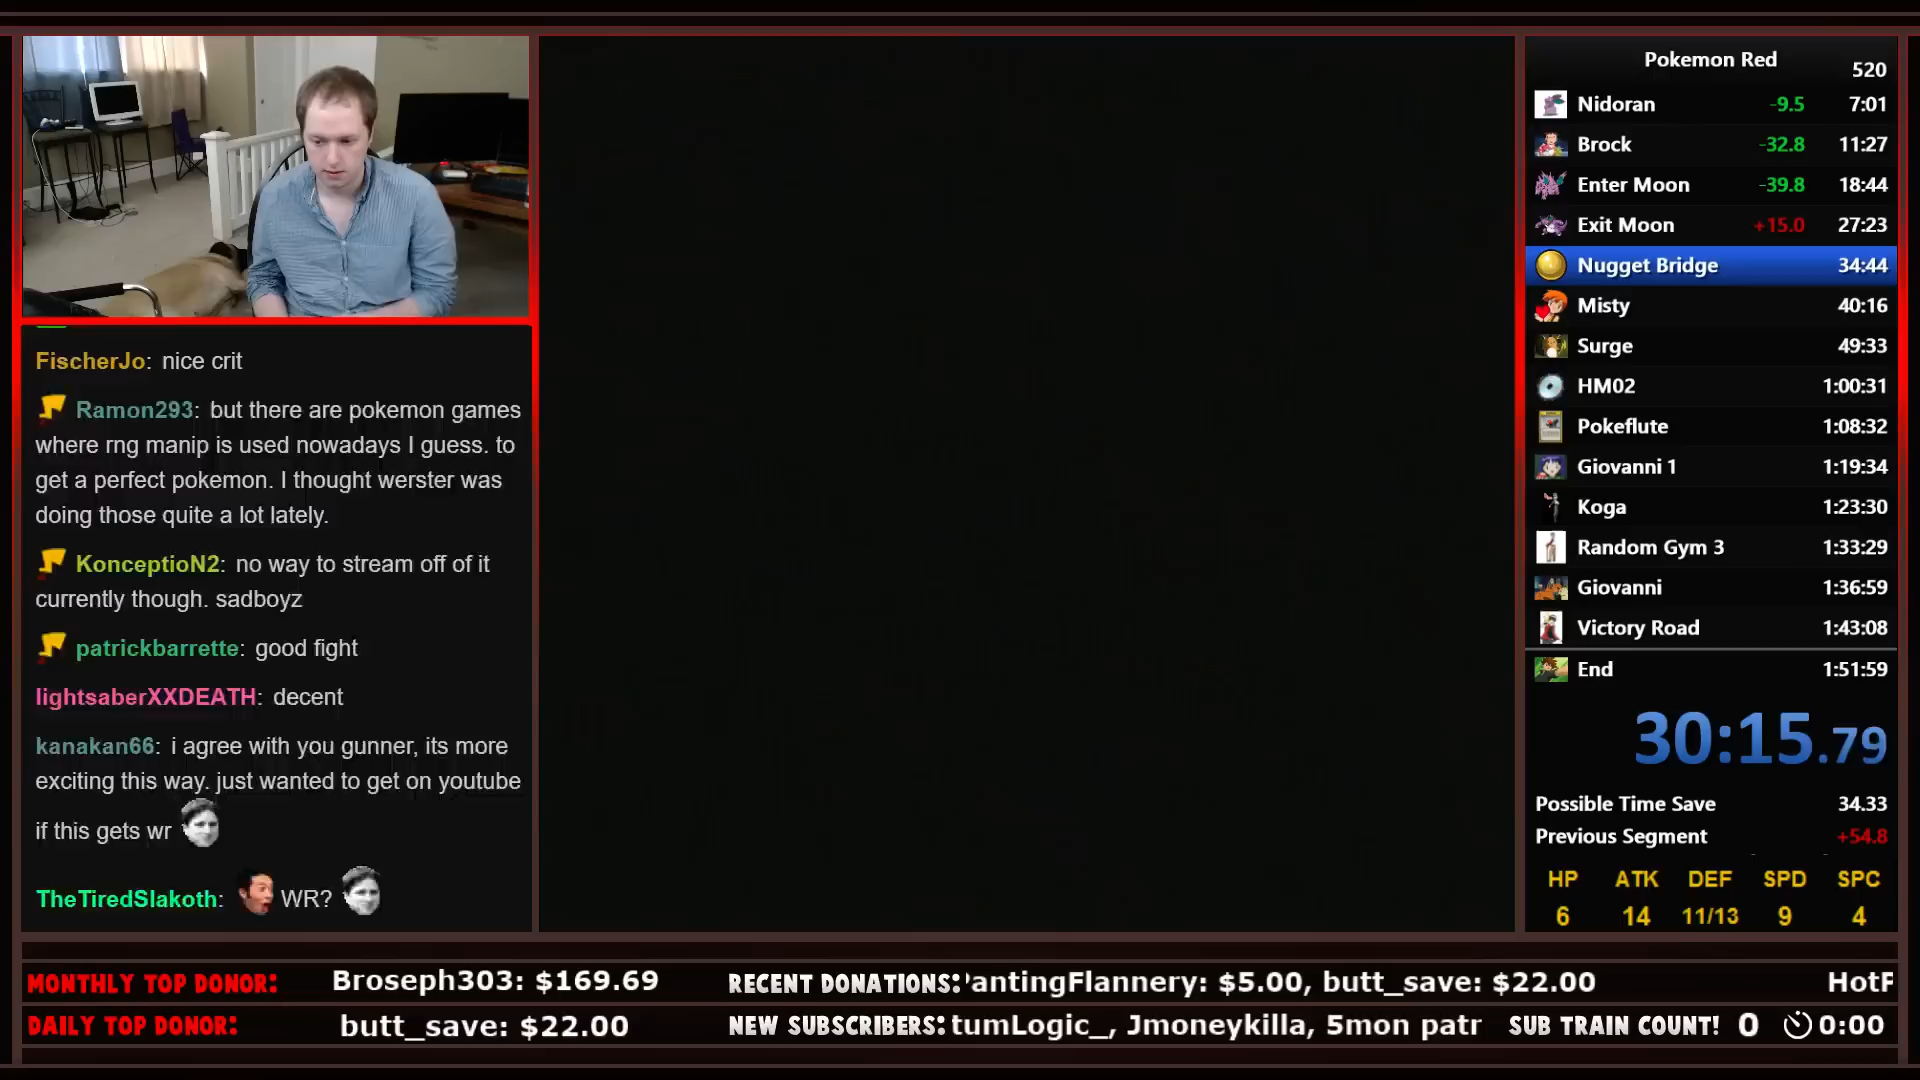 Pokemon Red
520
Nidoran -9.5 7:01
Brock -32.8 11:27
Enter Moon -39.8 18:44
Exit Moon +15.0 27:23
Nugget Bridge 34:44
Misty 40:16
Surge 49:33
HM02 1:00:31
Pokeflute 1:08:32
Giovanni 1 1:19:34
Koga 1:23:30
Random Gym 3 1:33:29
Giovanni 1:36:59
Victory Road 1:43:08
End 1:51:59
30:15.79
Possible Time Save 34.33
Previous Segment +54.8
HP ATK DEF SPD SPC
6 14 11/13 9 4
FischerJo: nice crit
Ramon293: but there are pokemon games
where rng manip is used nowadays I guess. to
get a perfect pokemon. I thought werster was
doing those quite a lot lately.
KonceptioN2: no way to stream off of it
currently though. sadboyz
patrickbarrette: good fight
lightsaberXXDEATH: decent
kanakan66: i agree with you gunner, its more
exciting this way. just wanted to get on youtube
if this gets wr
TheTiredSlakoth: WR?
MONTHLY TOP DONOR: Broseph303: $169.69
RECENT DONATIONS: antingFlannery: $5.00, butt_save: $22.00 HotF
DAILY TOP DONOR: butt_save: $22.00
NEW SUBSCRIBERS: tumLogic_, Jmoneykilla, 5mon patr
SUB TRAIN COUNT! 0 0:00